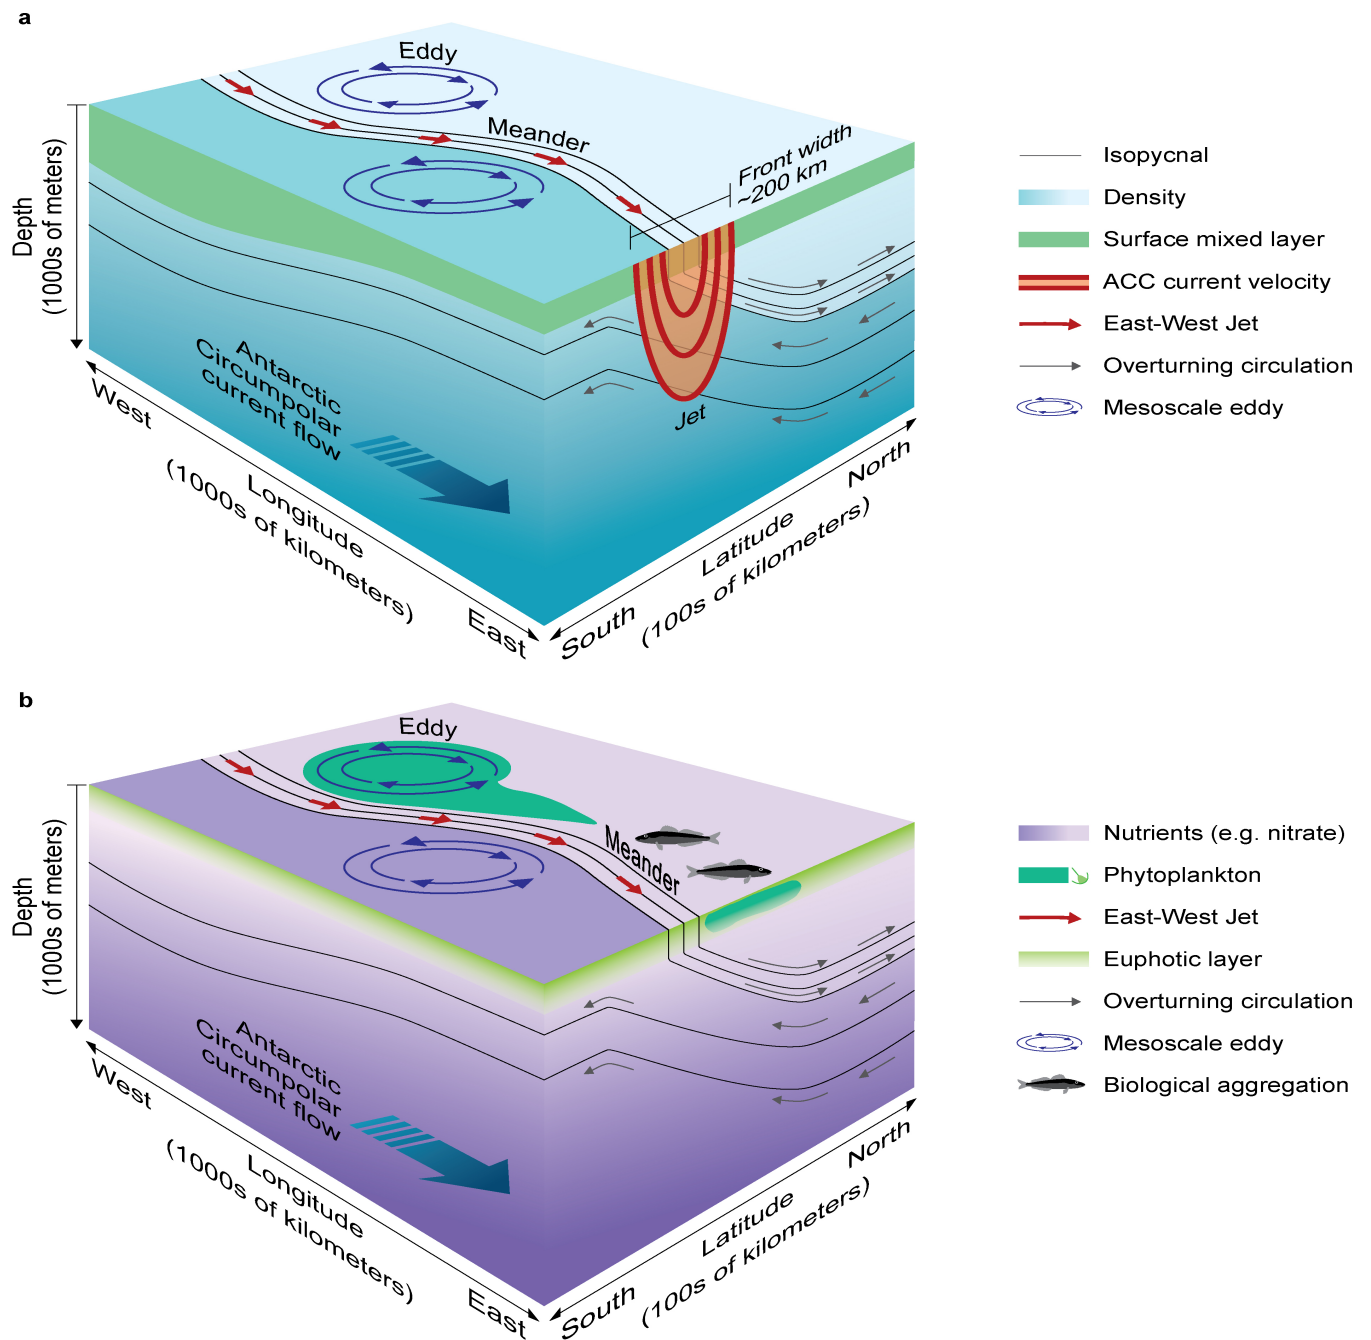 a
Eddy
Meander
Front width
~200 km
Depth
(1000s of meters)
Antarctic
Circumpolar
current flow
Jet
West
Longitude
(1000s of kilometers)
East
South
Latitude
(100s of kilometers)
North
Isopycnal
Density
Surface mixed layer
ACC current velocity
East-West Jet
Overturning circulation
Mesoscale eddy
b
Eddy
Meander
Depth
(1000s of meters)
Antarctic
Circumpolar
current flow
West
Longitude
(1000s of kilometers)
East
South
Latitude
(100s of kilometers)
North
Nutrients (e.g. nitrate)
Phytoplankton
East-West Jet
Euphotic layer
Overturning circulation
Mesoscale eddy
Biological aggregation